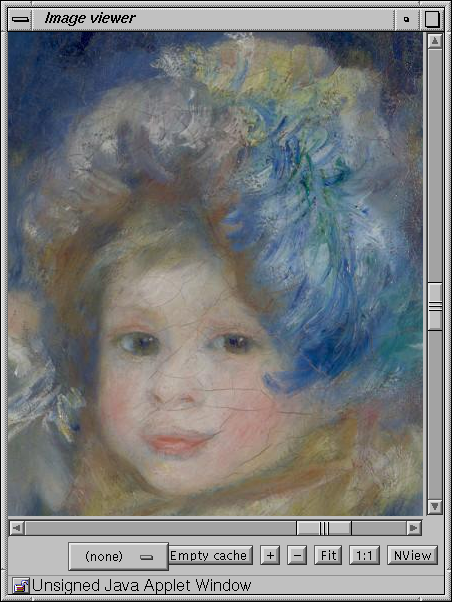 Image viewer
(none) Empty cache + − Fit 1:1 NView
Unsigned Java Applet Window